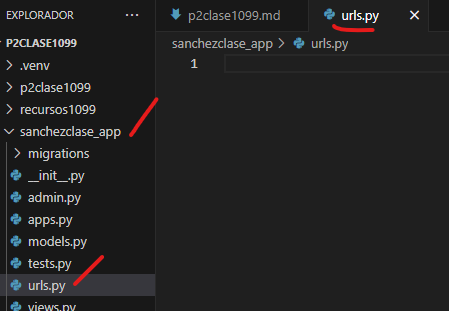 EXPLORADOR ...
P2CLASE1099
.venv
p2clase1099
recursos1099
sanchezclase_app
migrations
__init__.py
admin.py
apps.py
models.py
tests.py
urls.py
views.py
p2clase1099.md
urls.py
sanchezclase_app > urls.py
1